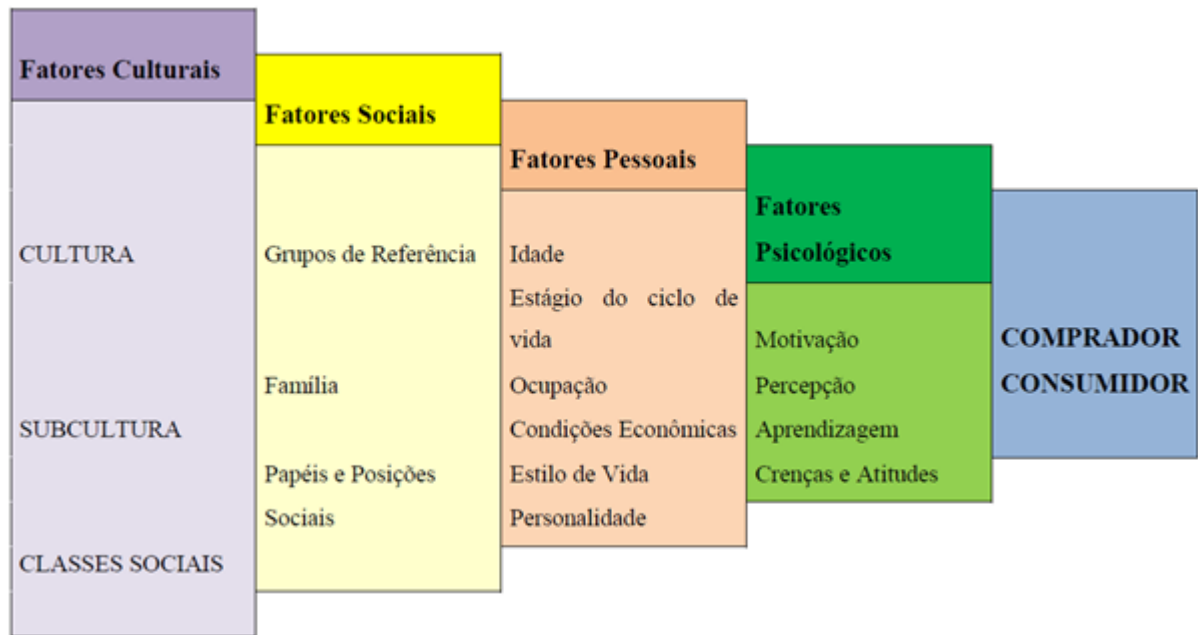 Fatores Culturais
CULTURA
SUBCULTURA
CLASSES SOCIAIS
Fatores Sociais
Grupos de Referência
Família
Papéis e Posições
Sociais
Fatores Pessoais
Idade
Estágio do ciclo de
vida
Ocupação
Condições Econômicas
Estilo de Vida
Personalidade
Fatores
Psicológicos
Motivação
Percepção
Aprendizagem
Crenças e Atitudes
COMPRADOR
CONSUMIDOR